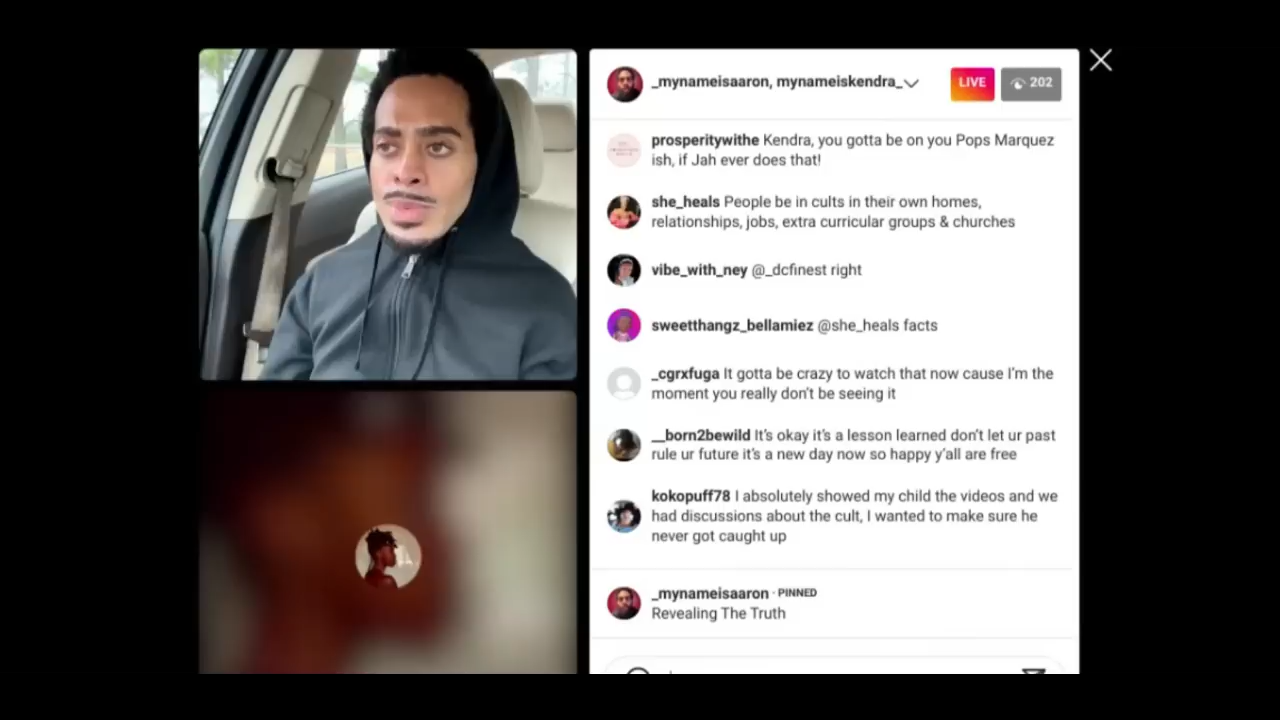 _mynameisaaron, mynameiskendra_
LIVE
202
prosperitywithe Kendra, you gotta be on you Pops Marquez
ish, if Jah ever does that!
she_heals People be in cults in their own homes,
relationships, jobs, extra curricular groups & churches
vibe_with_ney @_dcfinest right
sweetthangz_bellamiez @she_heals facts
_cgrxfuga It gotta be crazy to watch that now cause I'm the
moment you really don't be seeing it
__born2bewild It's okay it's a lesson learned don't let ur past
rule ur future it's a new day now so happy y'all are free
kokopuff78 I absolutely showed my child the videos and we
had discussions about the cult, I wanted to make sure he
never got caught up
_mynameisaaron · PINNED
Revealing The Truth